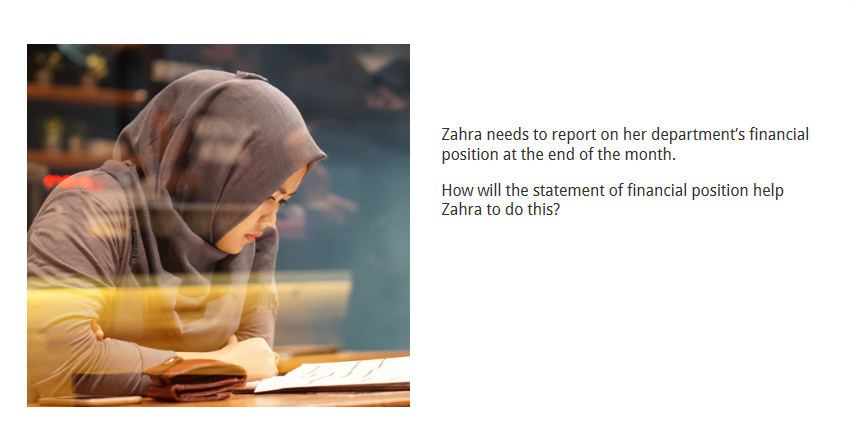 Zahra needs to report on her department’s financial
position at the end of the month.
How will the statement of financial position help
Zahra to do this?